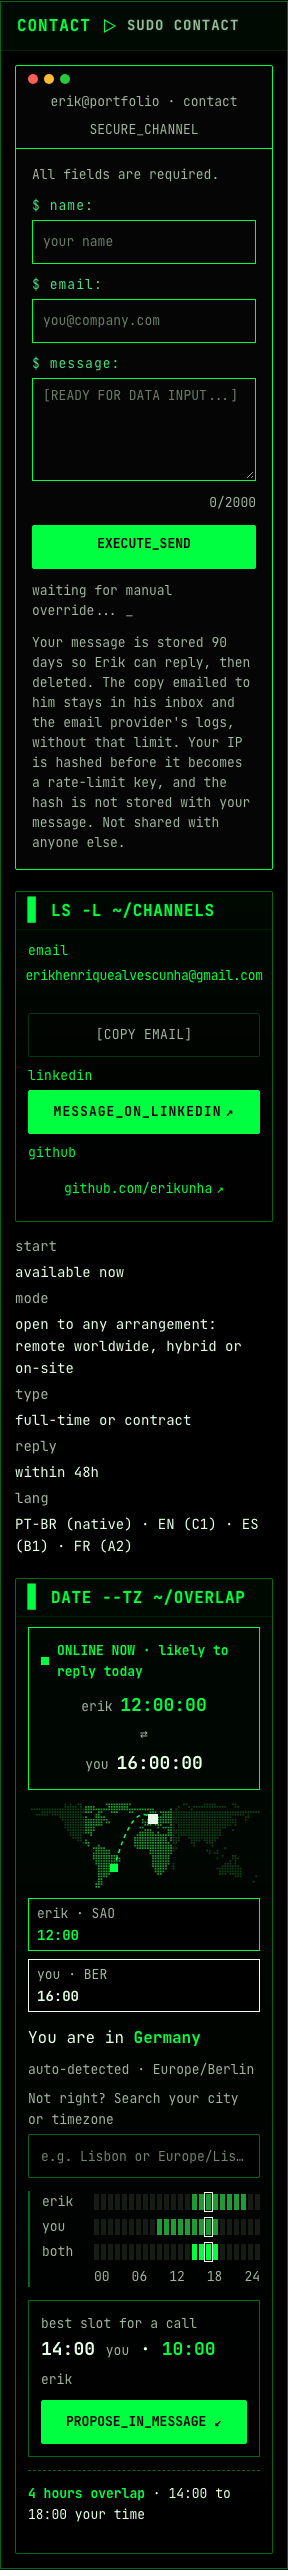 CONTACT ▷ SUDO CONTACT
erik@portfolio · contact
SECURE_CHANNEL
All fields are required.
$ name:
your name
$ email:
you@company.com
$ message:
[READY FOR DATA INPUT...]
0/2000
EXECUTE_SEND
waiting for manual
override... _
Your message is stored 90
days so Erik can reply, then
deleted. The copy emailed to
him stays in his inbox and
the email provider's logs,
without that limit. Your IP
is hashed before it becomes
a rate-limit key, and the
hash is not stored with your
message. Not shared with
anyone else.
LS -L ~/CHANNELS
email
erikhenriquealvescunha@gmail.com
[COPY EMAIL]
linkedin
MESSAGE_ON_LINKEDIN ↗
github
github.com/erikunha ↗
start
available now
mode
open to any arrangement:
remote worldwide, hybrid or
on-site
type
full-time or contract
reply
within 48h
lang
PT-BR (native) · EN (C1) · ES
(B1) · FR (A2)
DATE --TZ ~/OVERLAP
ONLINE NOW · likely to
reply today
erik 12:00:00
⇄
you 16:00:00
erik · SAO
12:00
you · BER
16:00
You are in Germany
auto-detected · Europe/Berlin
Not right? Search your city
or timezone
e.g. Lisbon or Europe/Lis…
erik
you
both
00 06 12 18 24
best slot for a call
14:00 you · 10:00
erik
PROPOSE_IN_MESSAGE ↙
4 hours overlap · 14:00 to
18:00 your time